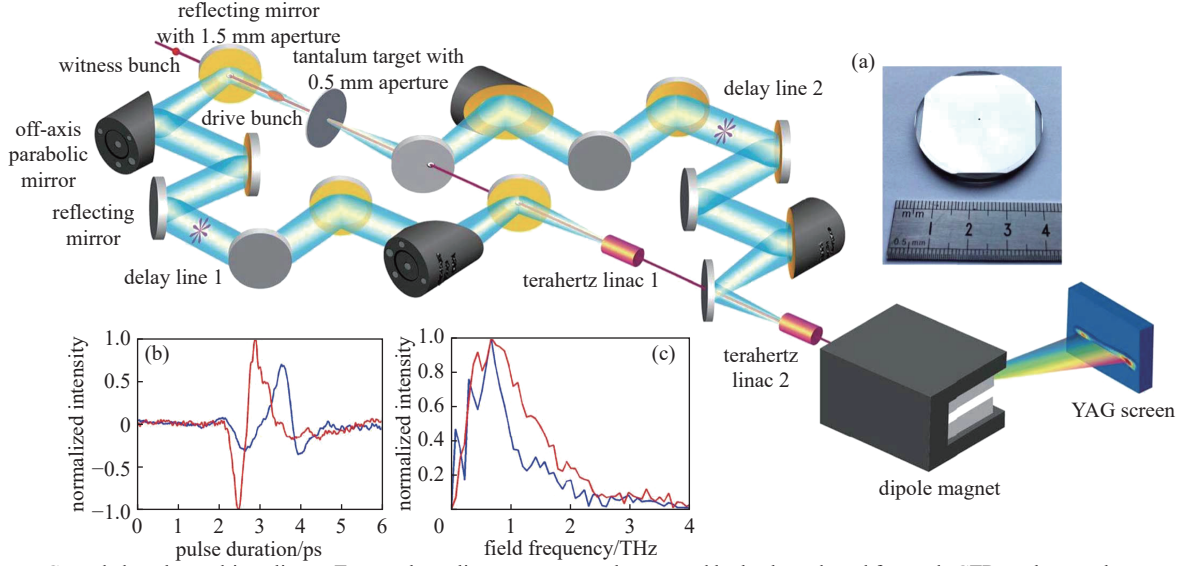 reflecting mirror
with 1.5 mm aperture
witness bunch
tantalum target with
0.5 mm aperture
drive bunch
off-axis
parabolic
mirror
reflecting
mirror
delay line 1
delay line 2
terahertz linac 1
terahertz
linac 2
dipole magnet
YAG screen
(a)
mm
1 2 3 4
0.5 mm
(b)
normalized intensity
1.0
0.5
0
−0.5
−1.0
0 1 2 3 4 5 6
pulse duration/ps
(c)
normalized intensity
1.0
0.8
0.6
0.4
0.2
0 1 2 3 4
field frequency/THz